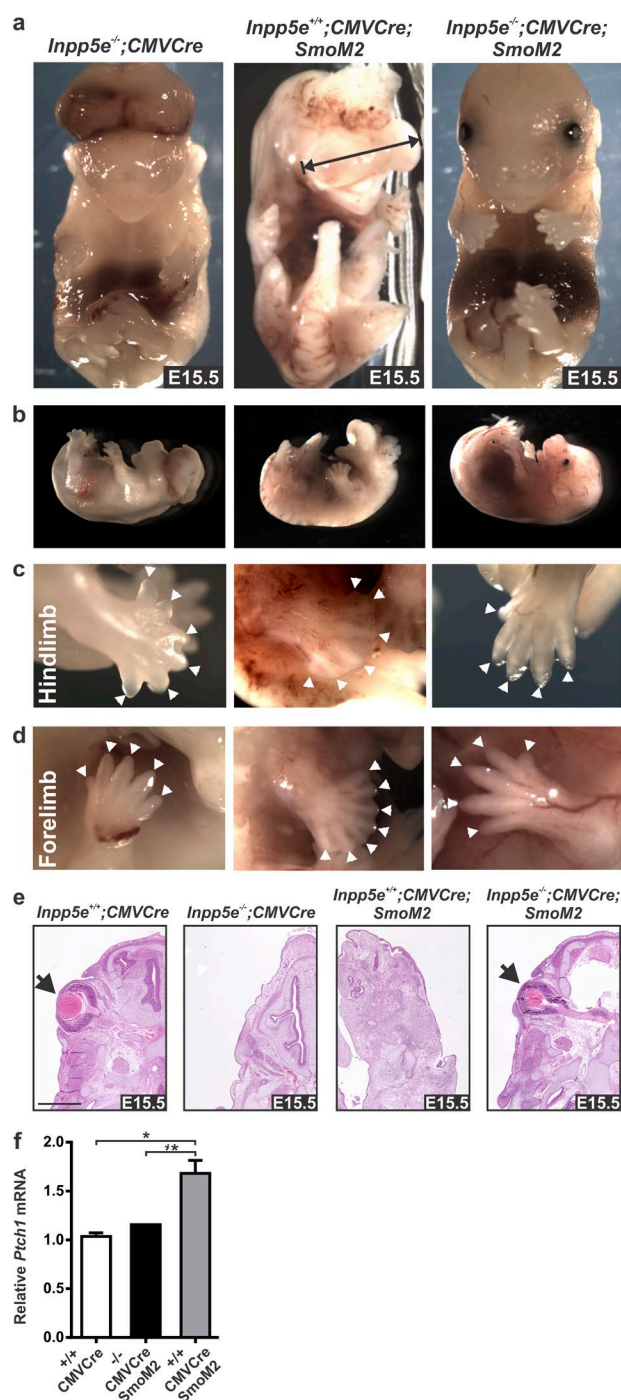 a
Inpp5e-/-;CMVCre
Inpp5e+/+;CMVCre;
SmoM2
Inpp5e-/-;CMVCre;
SmoM2
E15.5
E15.5
E15.5
b
c
Hindlimb
d
Forelimb
e
Inpp5e+/+;CMVCre
Inpp5e-/-;CMVCre
Inpp5e+/+;CMVCre;
SmoM2
Inpp5e-/-;CMVCre;
SmoM2
E15.5
E15.5
E15.5
E15.5
f
Relative Ptch1 mRNA
2.0
1.5
1.0
0.5
0.0
*
**
+/+
CMVCre
-/-
CMVCre
SmoM2
+/+
CMVCre
SmoM2